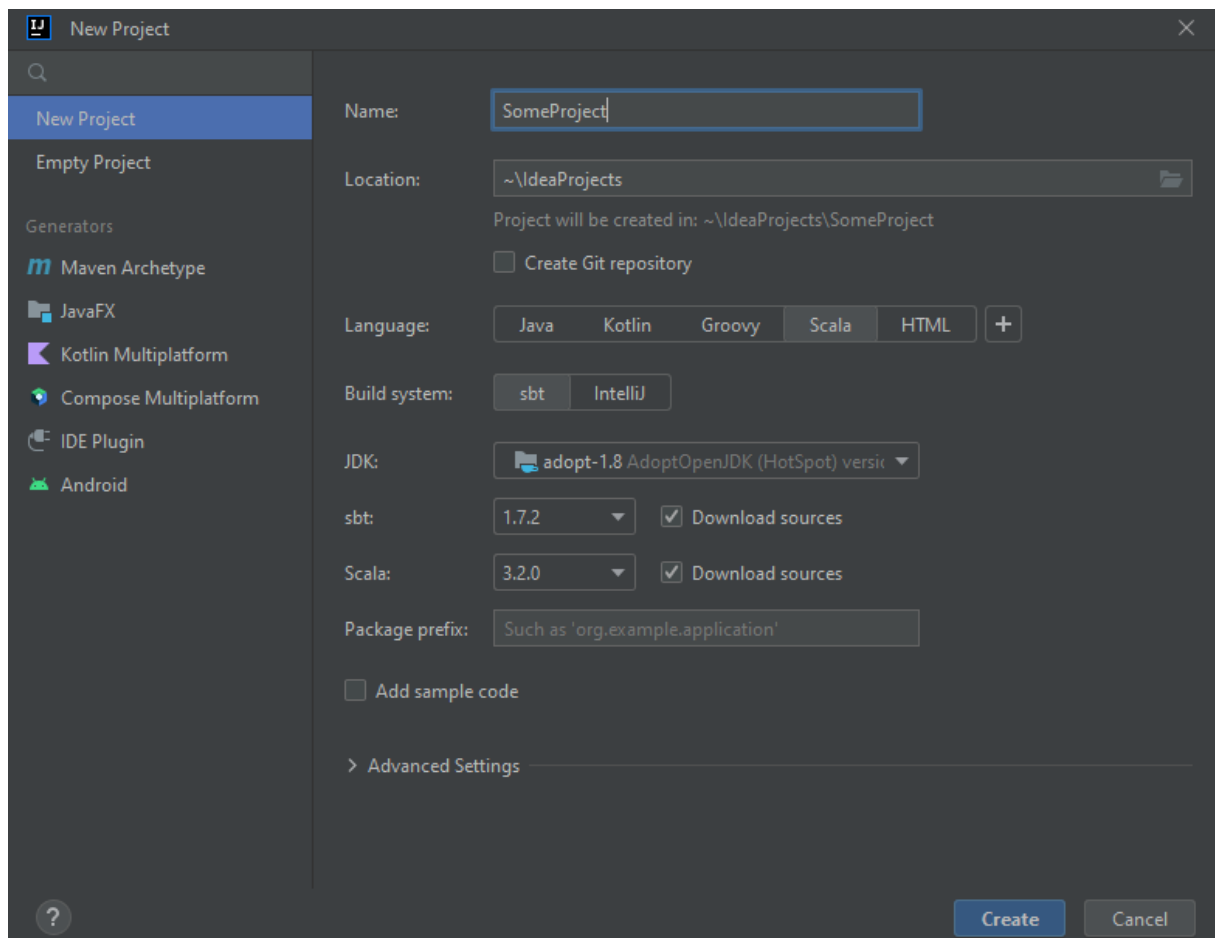 IJ
New Project
New Project
Empty Project
Generators
m Maven Archetype
JavaFX
Kotlin Multiplatform
Compose Multiplatform
IDE Plugin
Android
Name: SomeProject
Location: ~\IdeaProjects
Project will be created in: ~\IdeaProjects\SomeProject
Create Git repository
Language: Java Kotlin Groovy Scala HTML +
Build system: sbt IntelliJ
JDK: adopt-1.8 AdoptOpenJDK (HotSpot) versic
sbt: 1.7.2 Download sources
Scala: 3.2.0 Download sources
Package prefix: Such as 'org.example.application'
Add sample code
Advanced Settings
? Create Cancel